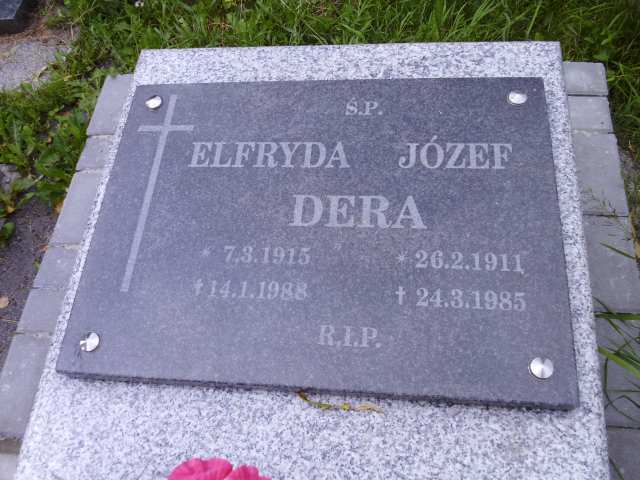 Ś.P.
ELFRYDA JÓZEF
DERA
* 7.3.1915 * 26.2.1911
† 14.1.1988 † 24.3.1985
R.I.P.